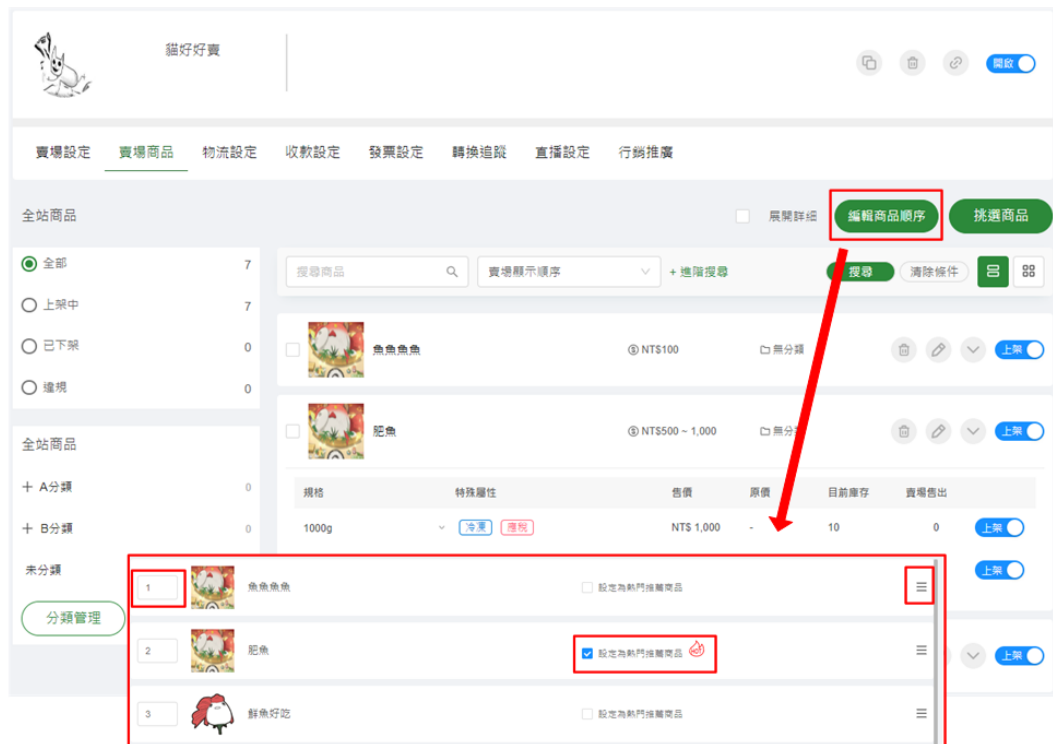 貓好好賣
開啟
賣場設定 賣場商品 物流設定 收款設定 發票設定 轉換追蹤 直播設定 行銷推廣
全站商品 展開詳細 編輯商品順序 挑選商品
全部 7
上架中 7
已下架 0
違規 0
搜尋商品 賣場顯示順序 + 進階搜尋 搜尋 清除條件
魚魚魚魚 NT$100 無分類 上架
肥魚 NT$500 ~ 1,000 無分類 上架
全站商品
+ A分類 0
+ B分類 0
未分類
分類管理
規格 特殊屬性 售價 原價 目前庫存 賣場售出
1000g 冷凍 應稅 NT$ 1,000 - 10 0 上架
上架
上架
1 魚魚魚魚 設定為熱門推薦商品
2 肥魚 設定為熱門推薦商品 HOT
3 鮮魚好吃 設定為熱門推薦商品